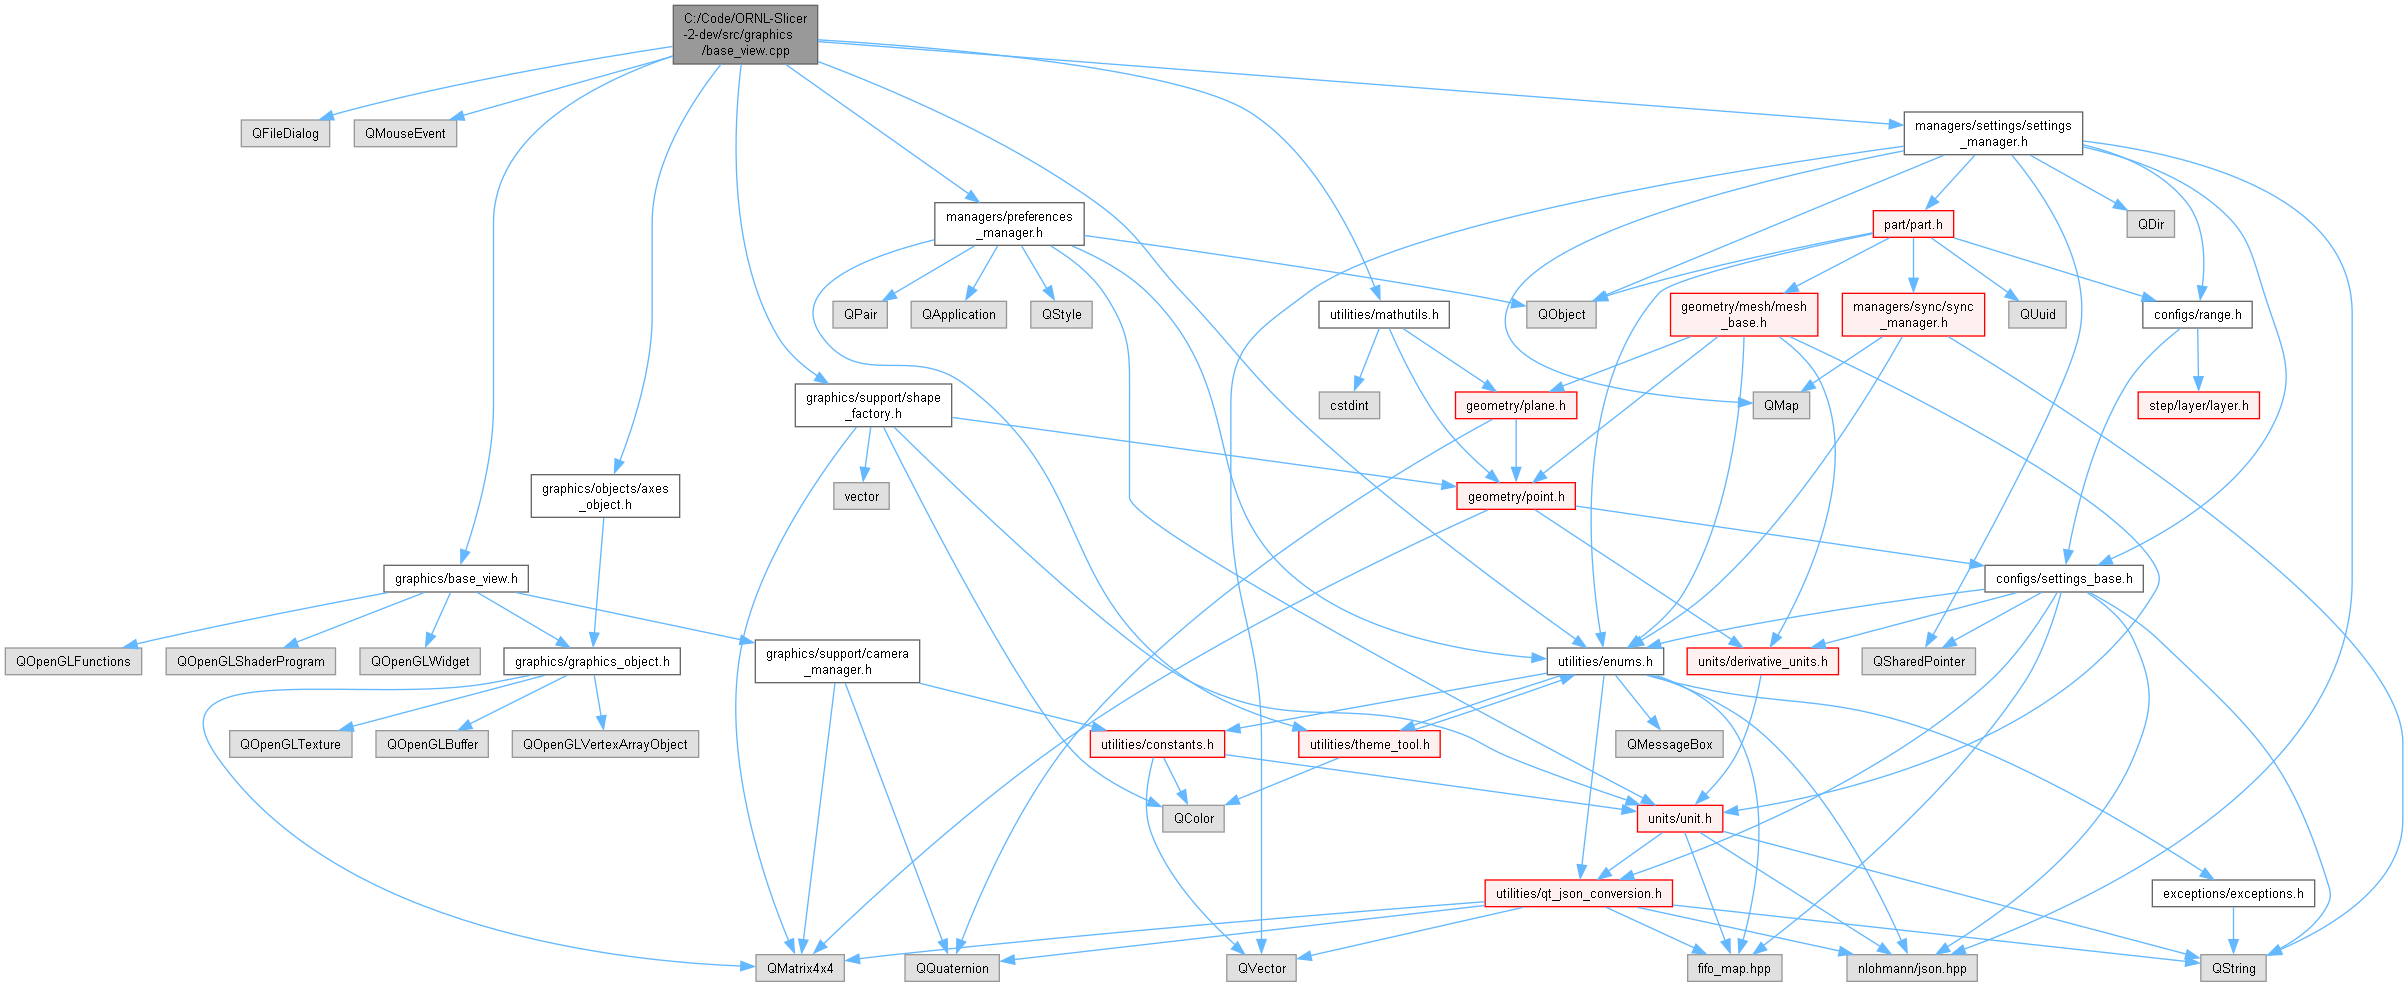 C:/Code/ORNL-Slicer
-2-dev/src/graphics
/base_view.cpp
QFileDialog
QMouseEvent
managers/settings/settings
_manager.h
managers/preferences
_manager.h
part/part.h
QDir
QPair
QApplication
QStyle
utilities/mathutils.h
QObject
geometry/mesh/mesh
_base.h
managers/sync/sync
_manager.h
QUuid
configs/range.h
graphics/support/shape
_factory.h
cstdint
geometry/plane.h
QMap
step/layer/layer.h
graphics/objects/axes
_object.h
vector
geometry/point.h
graphics/base_view.h
configs/settings_base.h
QOpenGLFunctions
QOpenGLShaderProgram
QOpenGLWidget
graphics/graphics_object.h
graphics/support/camera
_manager.h
utilities/enums.h
units/derivative_units.h
QSharedPointer
QOpenGLTexture
QOpenGLBuffer
QOpenGLVertexArrayObject
utilities/constants.h
utilities/theme_tool.h
QMessageBox
QColor
units/unit.h
utilities/qt_json_conversion.h
exceptions/exceptions.h
QMatrix4x4
QQuaternion
QVector
fifo_map.hpp
nlohmann/json.hpp
QString